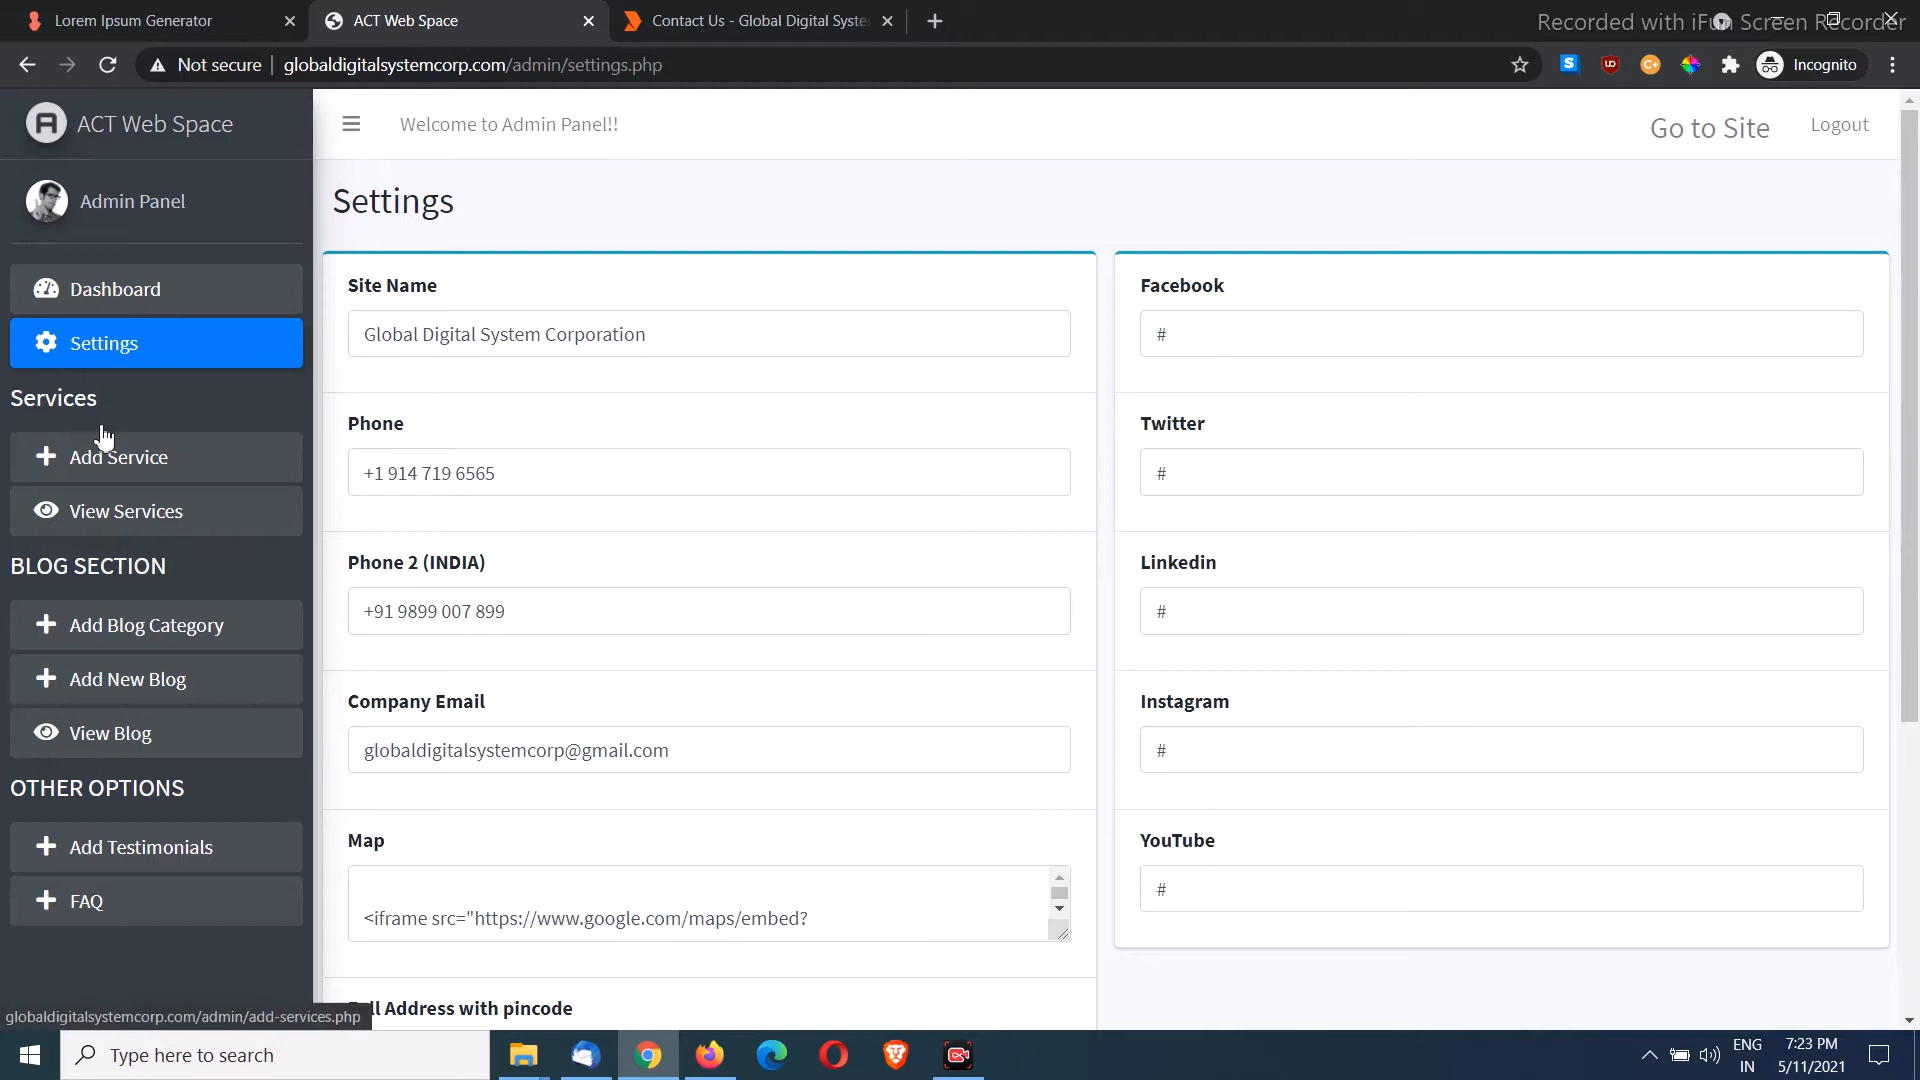 Lorem Ipsum Generator
ACT Web Space
Contact Us - Global Digital Syste
Recorded with iFun Screen Recorder
Not secure
globaldigitalsystemcorp.com/admin/settings.php
Incognito
ACT Web Space
Welcome to Admin Panel!!
Go to Site
Logout
Admin Panel
Dashboard
Settings
Services
Add Service
View Services
BLOG SECTION
Add Blog Category
Add New Blog
View Blog
OTHER OPTIONS
Add Testimonials
FAQ
Settings
Site Name
Global Digital System Corporation
Phone
+1 914 719 6565
Phone 2 (INDIA)
+91 9899 007 899
Company Email
globaldigitalsystemcorp@gmail.com
Map
<iframe src="https://www.google.com/maps/embed?
ll Address with pincode
Facebook
#
Twitter
#
Linkedin
#
Instagram
#
YouTube
#
globaldigitalsystemcorp.com/admin/add-services.php
Type here to search
ENG
IN
7:23 PM
5/11/2021